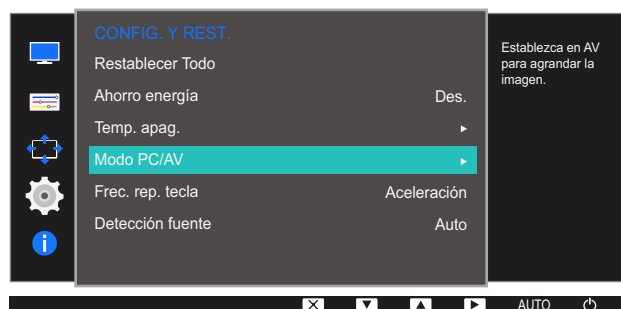 CONFIG. Y REST.
Restablecer Todo
Ahorro energía Des.
Temp. apag.
Modo PC/AV
Frec. rep. tecla Aceleración
Detección fuente Auto
Establezca en AV
para agrandar la
imagen.
AUTO